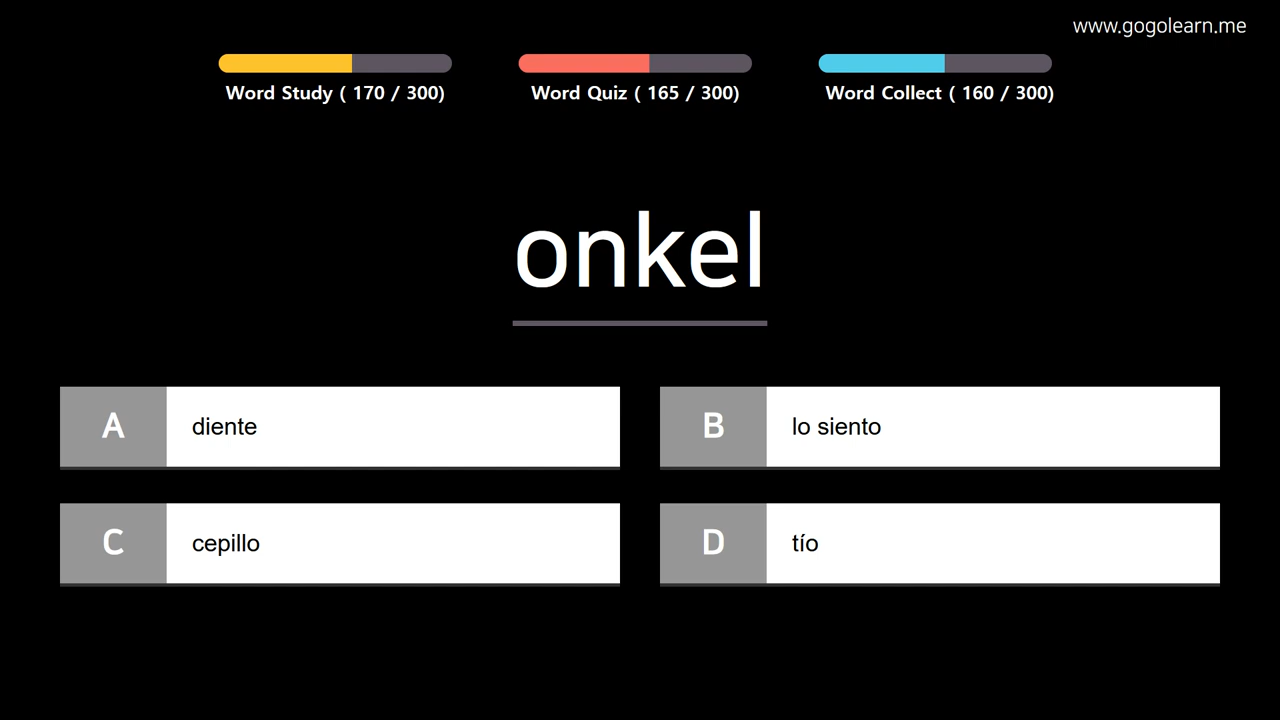 www.gogolearn.me
Word Study ( 170 / 300)
Word Quiz ( 165 / 300)
Word Collect ( 160 / 300)
onkel
A diente
B lo siento
C cepillo
D tío